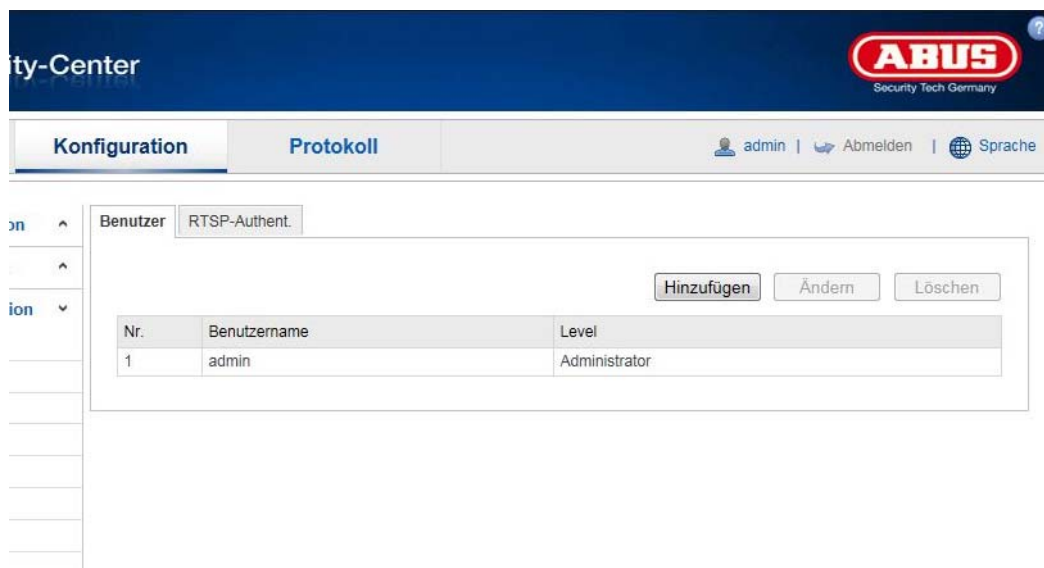 ity-Center
ABUS
Security Tech Germany
?
Konfiguration
Protokoll
admin | Abmelden | Sprache
on
Benutzer
RTSP-Authent.
ion
Hinzufügen
Ändern
Löschen
Nr. Benutzername Level
1 admin Administrator